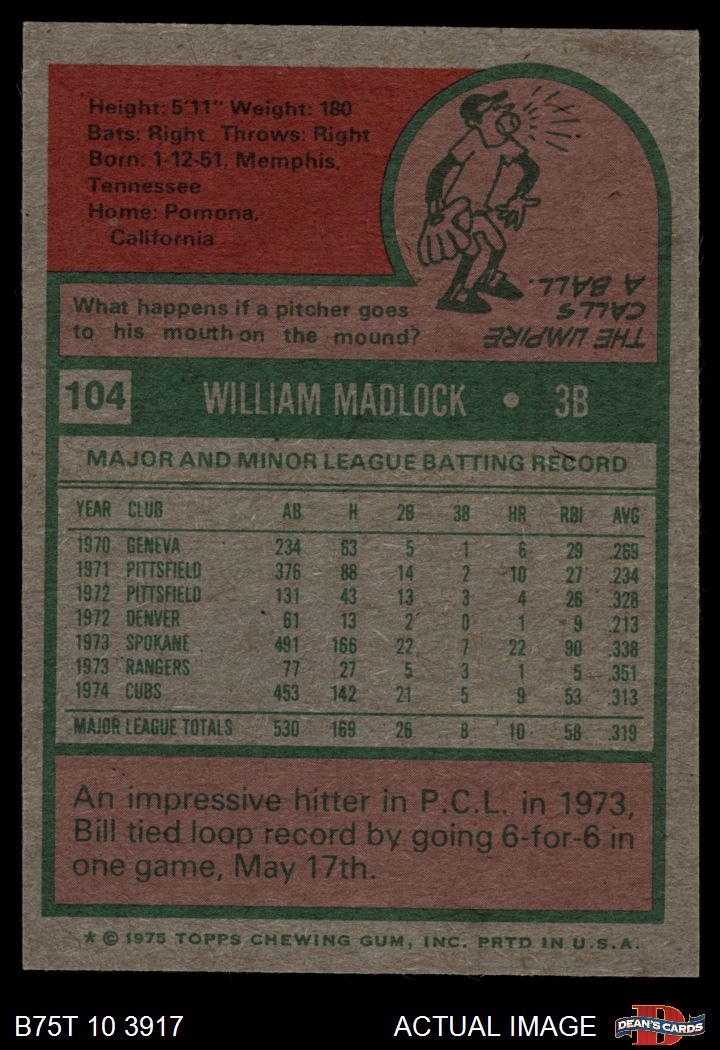 Height: 5'11" Weight: 180
Bats: Right Throws: Right
Born: 1-12-51, Memphis,
Tennessee
Home: Pomona,
California
What happens if a pitcher goes
to his mouth on the mound?
THE UMPIRE
CALLS
A BALL.
104 WILLIAM MADLOCK • 3B
MAJOR AND MINOR LEAGUE BATTING RECORD
YEAR CLUB AB H 2B 3B HR RBI AVG
1970 GENEVA 234 63 5 1 6 29 .269
1971 PITTSFIELD 376 88 14 2 10 27 .234
1972 PITTSFIELD 131 43 13 3 4 26 .328
1972 DENVER 61 13 2 0 1 9 .213
1973 SPOKANE 491 166 22 7 22 90 .338
1973 RANGERS 77 27 5 3 1 5 .351
1974 CUBS 453 142 21 5 9 53 .313
MAJOR LEAGUE TOTALS 530 169 26 8 10 58 .319
An impressive hitter in P.C.L. in 1973,
Bill tied loop record by going 6-for-6 in
one game, May 17th.
* © 1975 TOPPS CHEWING GUM, INC. PRTD IN U.S.A.
B75T 10 3917 ACTUAL IMAGE D DEAN'S CARDS